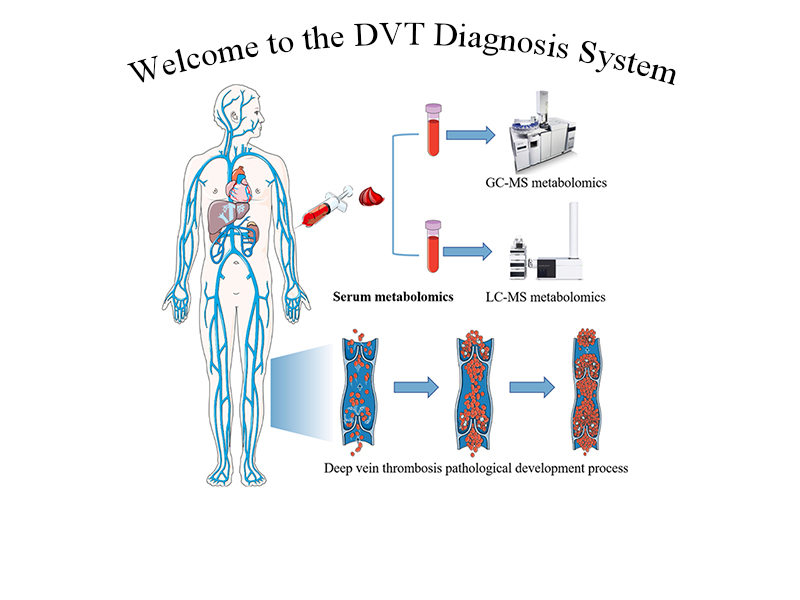 Welcome to the DVT Diagnosis System
GC-MS metabolomics
Serum metabolomics
LC-MS metabolomics
Deep vein thrombosis pathological development process